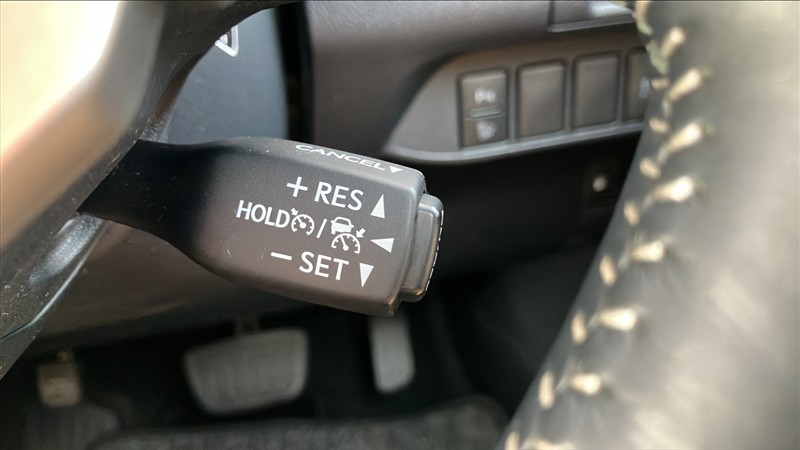 CANCEL
+ RES
HOLD /
− SET